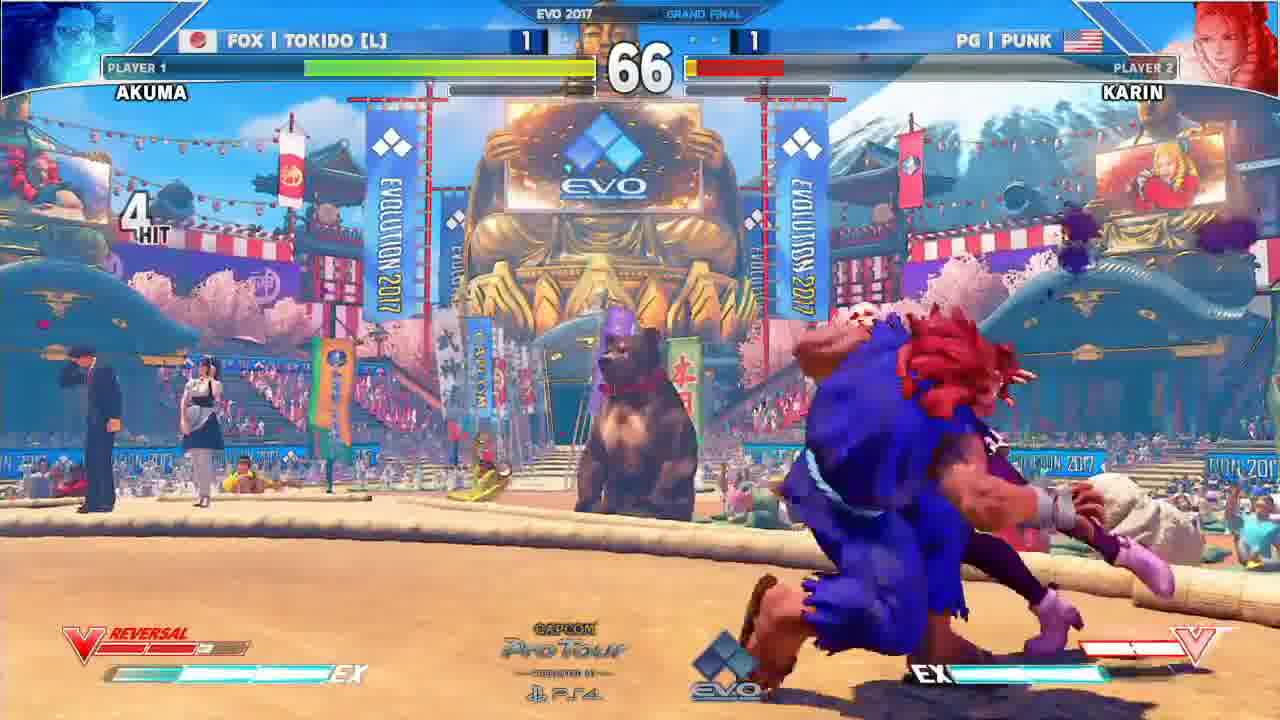 EVO 2017 GRAND FINAL
FOX | TOKIDO [L] 1
1 PG | PUNK
66
PLAYER 1
PLAYER 2
AKUMA
KARIN
EVO
EVOLUTION 2017
EVOLUTION 2017
4 HIT
神
REVERSAL
EX
EX
CAPCOM
Pro Tour
PS4
EVO